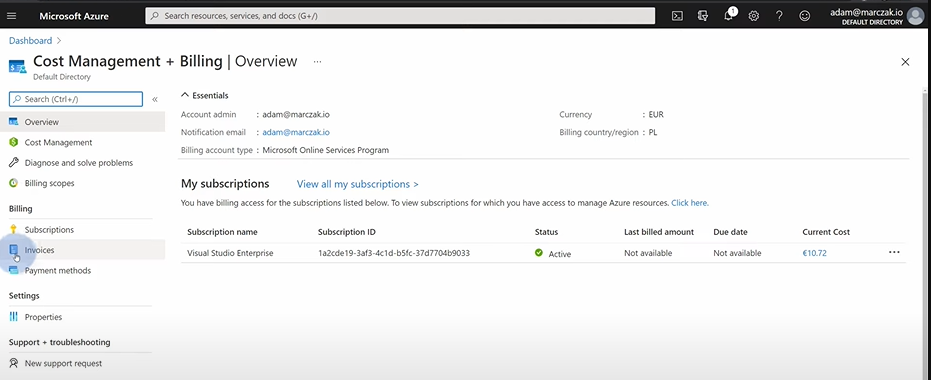 Microsoft Azure
Search resources, services, and docs (G+/)
1
adam@marczak.io
DEFAULT DIRECTORY
Dashboard >
Cost Management + Billing | Overview ...
Default Directory
Search (Ctrl+/)
«
Overview
Cost Management
Diagnose and solve problems
Billing scopes
Billing
Subscriptions
Invoices
Payment methods
Settings
Properties
Support + troubleshooting
New support request
Essentials
Account admin : adam@marczak.io
Currency : EUR
Notification email : adam@marczak.io
Billing country/region : PL
Billing account type : Microsoft Online Services Program
My subscriptions View all my subscriptions >
You have billing access for the subscriptions listed below. To view subscriptions for which you have access to manage Azure resources. Click here.
Subscription name Subscription ID Status Last billed amount Due date Current Cost
Visual Studio Enterprise 1a2cde19-3af3-4c1d-b5fc-37d7704b9033 Active Not available Not available €10.72 ...